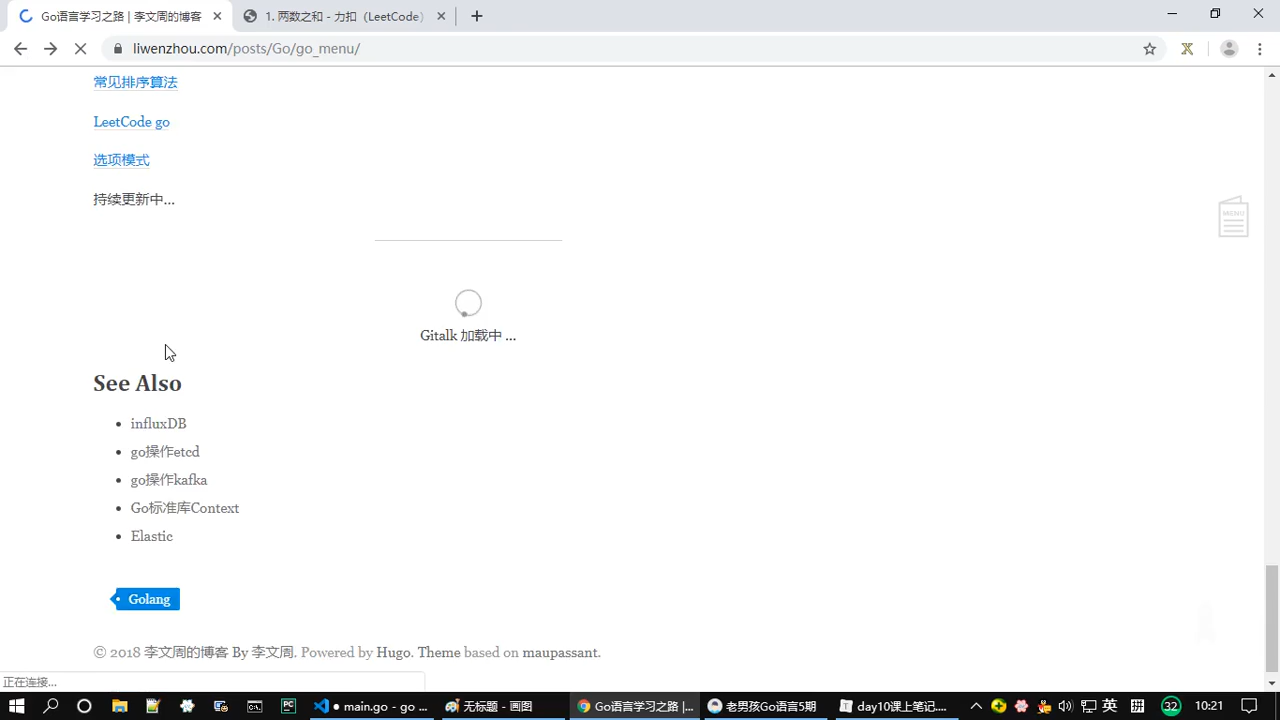 Go语言学习之路 | 李文周的博客
1. 两数之和 - 力扣（LeetCode）
liwenzhou.com/posts/Go/go_menu/
常见排序算法
LeetCode go
选项模式
持续更新中...
MENU
Gitalk 加载中 ...
See Also
influxDB
go操作etcd
go操作kafka
Go标准库Context
Elastic
Golang
© 2018 李文周的博客 By 李文周. Powered by Hugo. Theme based on maupassant.
正在连接...
● main.go - go ...
无标题 - 画图
Go语言学习之路 |...
老男孩Go语言5期
day10课上笔记....
英
拼
32
10:21